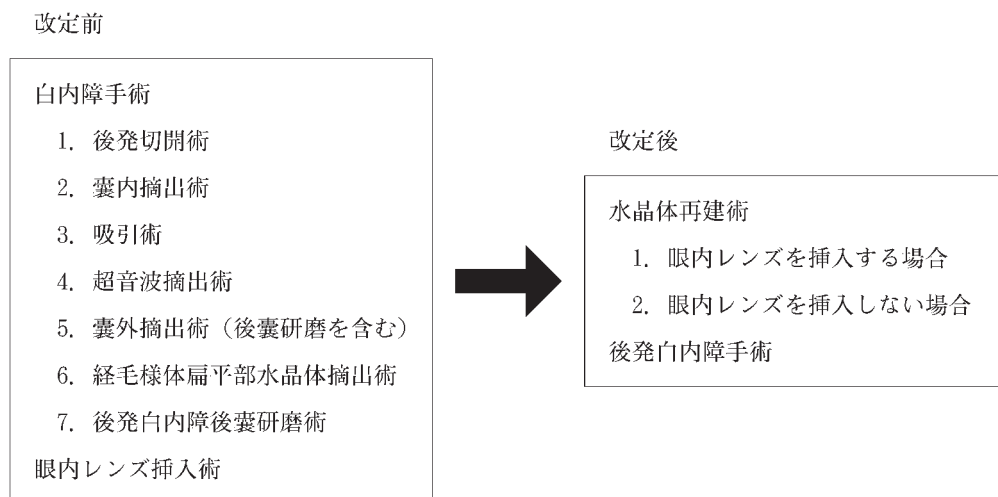 改定前
白内障手術
1. 後発切開術
2. 嚢内摘出術
3. 吸引術
4. 超音波摘出術
5. 嚢外摘出術（後嚢研磨を含む）
6. 経毛様体扁平部水晶体摘出術
7. 後発白内障後嚢研磨術
眼内レンズ挿入術
改定後
水晶体再建術
1. 眼内レンズを挿入する場合
2. 眼内レンズを挿入しない場合
後発白内障手術